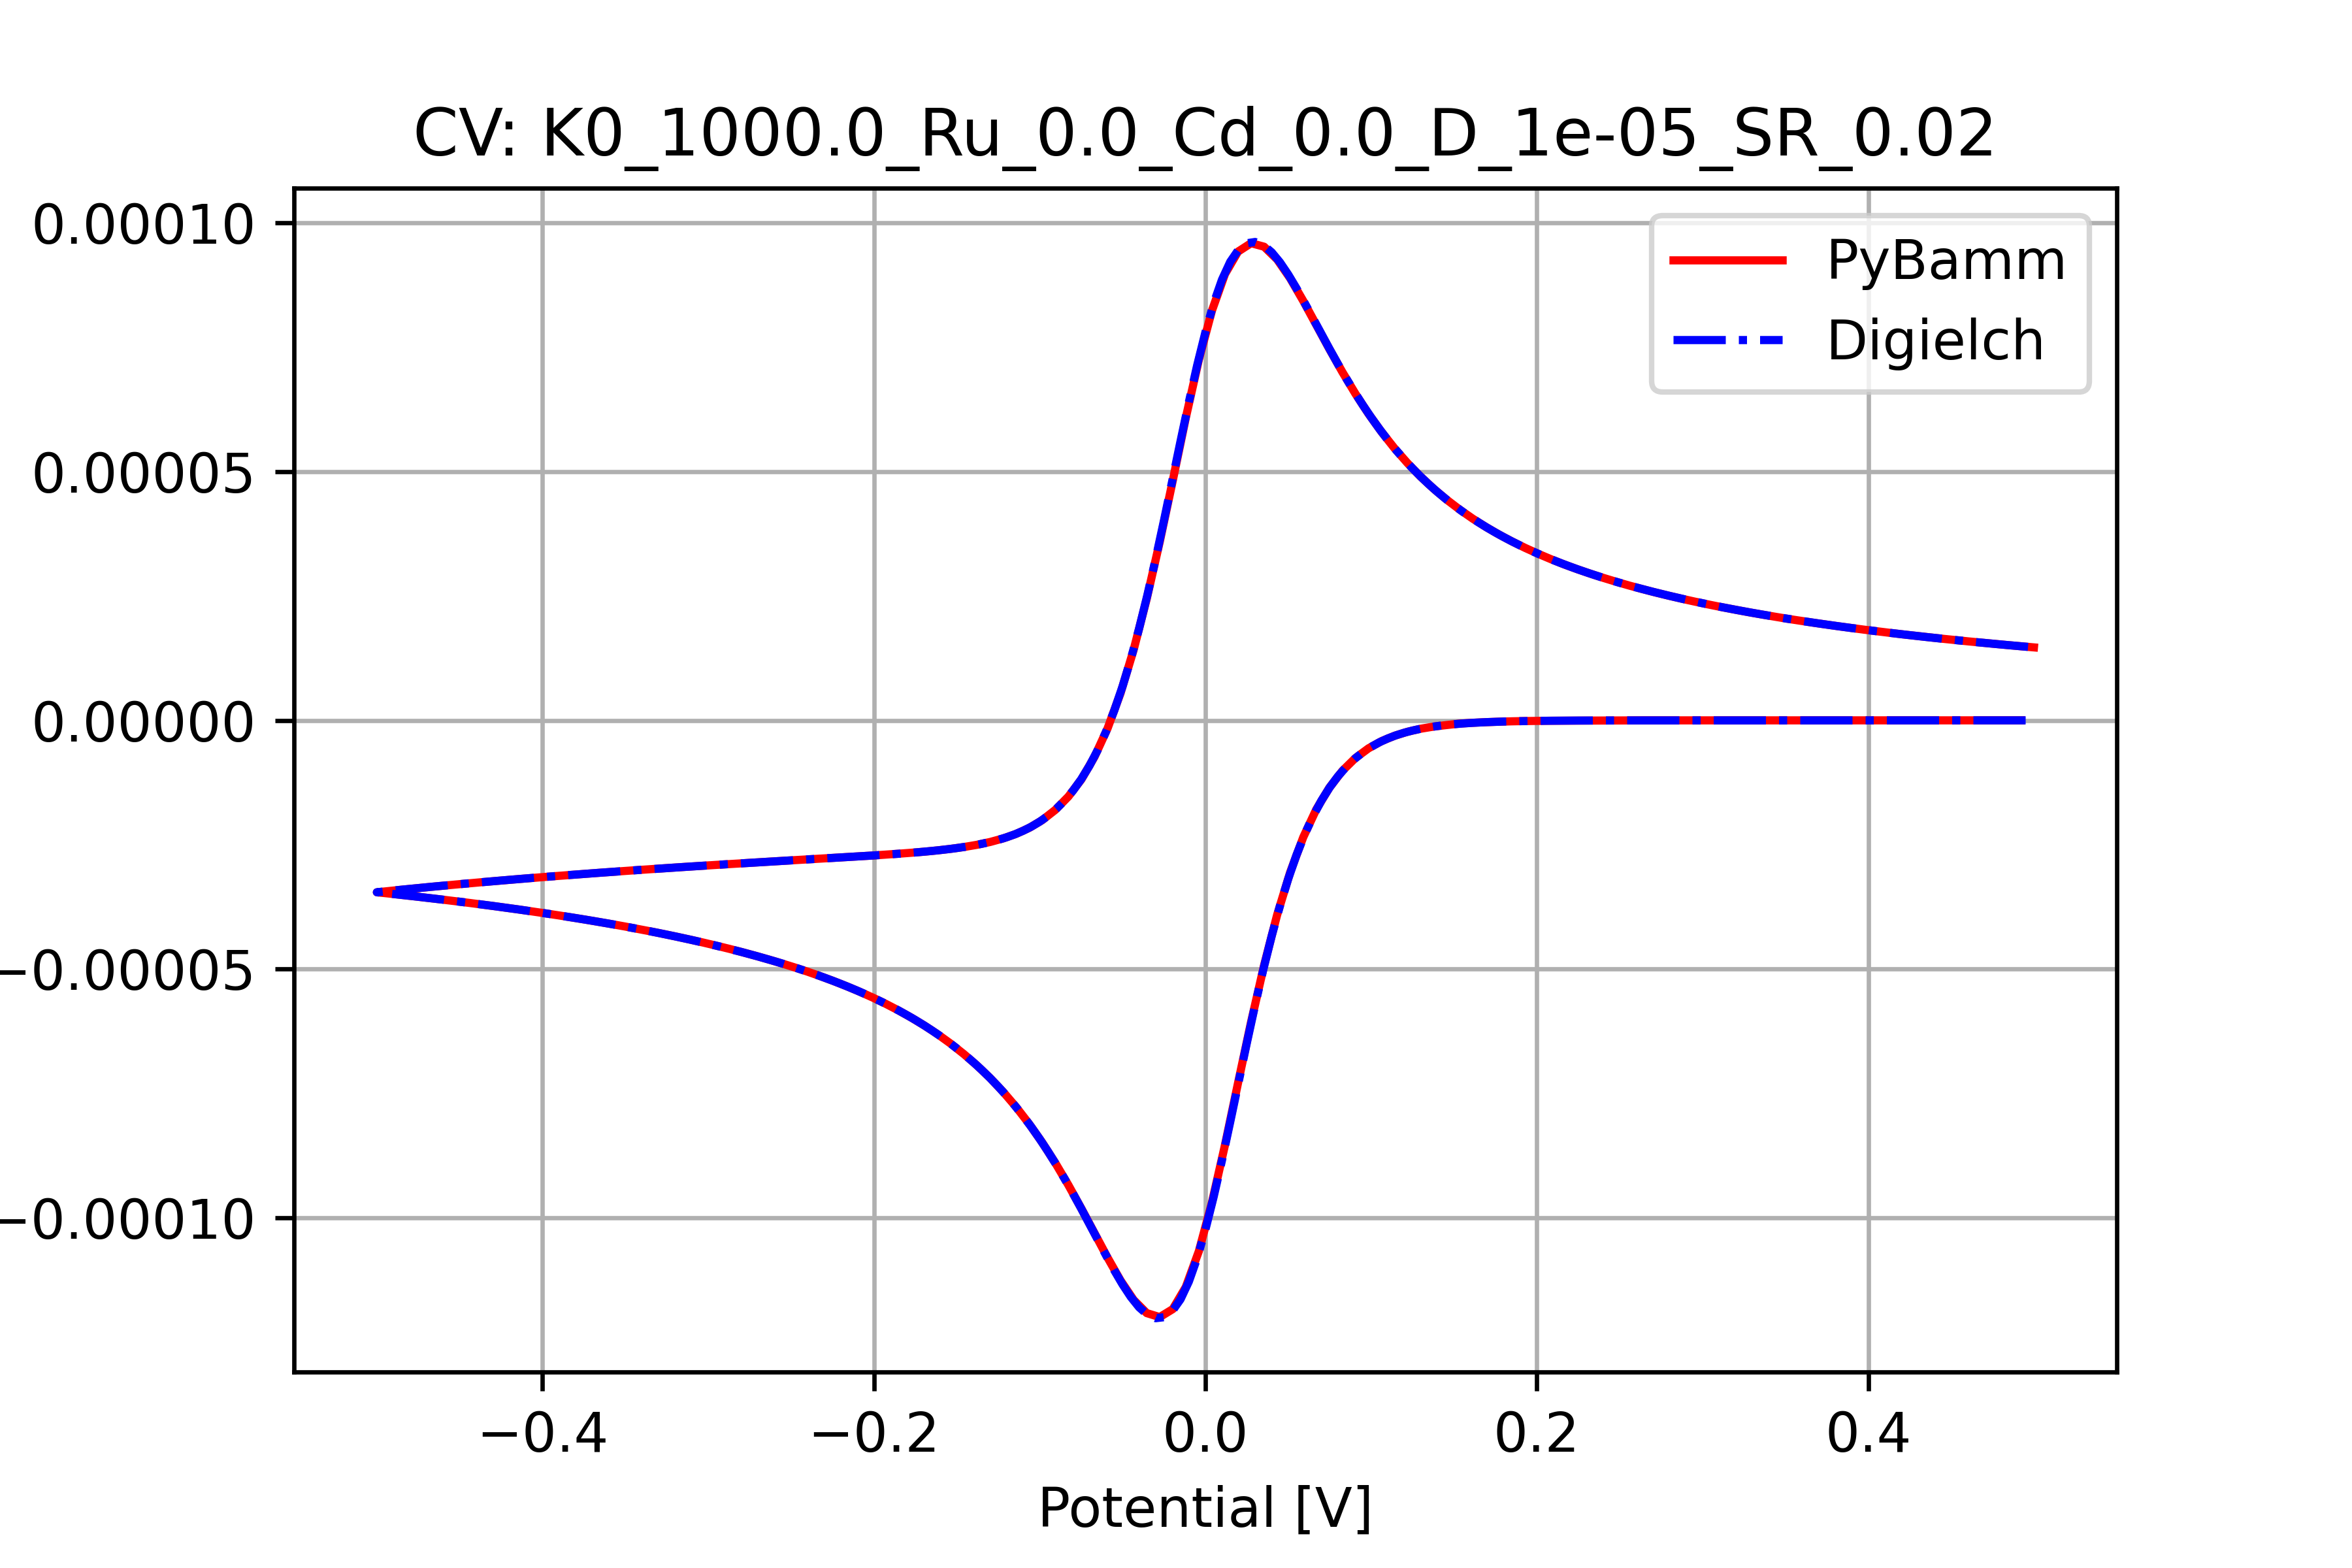 CV: K0_1000.0_Ru_0.0_Cd_0.0_D_1e-05_SR_0.02
0.00010
0.00005
0.00000
−0.00005
−0.00010
PyBamm
Digielch
−0.4 −0.2 0.0 0.2 0.4
Potential [V]